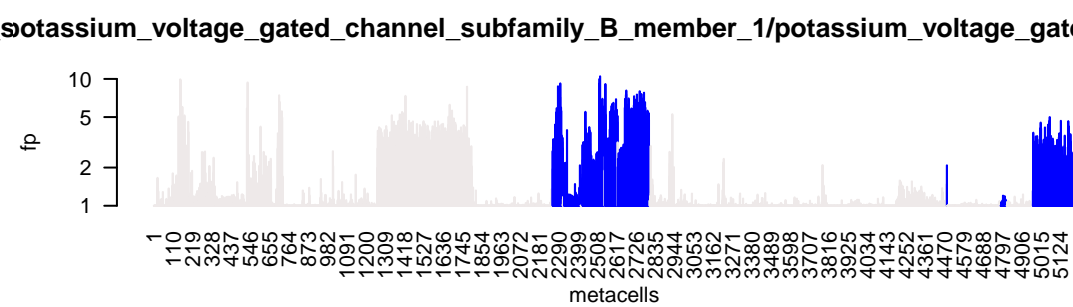 potassium_voltage_gated_channel_subfamily_B_member_1/potassium_voltage_gate
10
5
2
1
fp
1 110 219 328 437 546 655 764 873 982 1091 1200 1309 1418 1527 1636 1745 1854 1963 2072 2181 2290 2399 2508 2617 2726 2835 2944 3053 3162 3271 3380 3489 3598 3707 3816 3925 4034 4143 4252 4361 4470 4579 4688 4797 4906 5015 5124
metacells